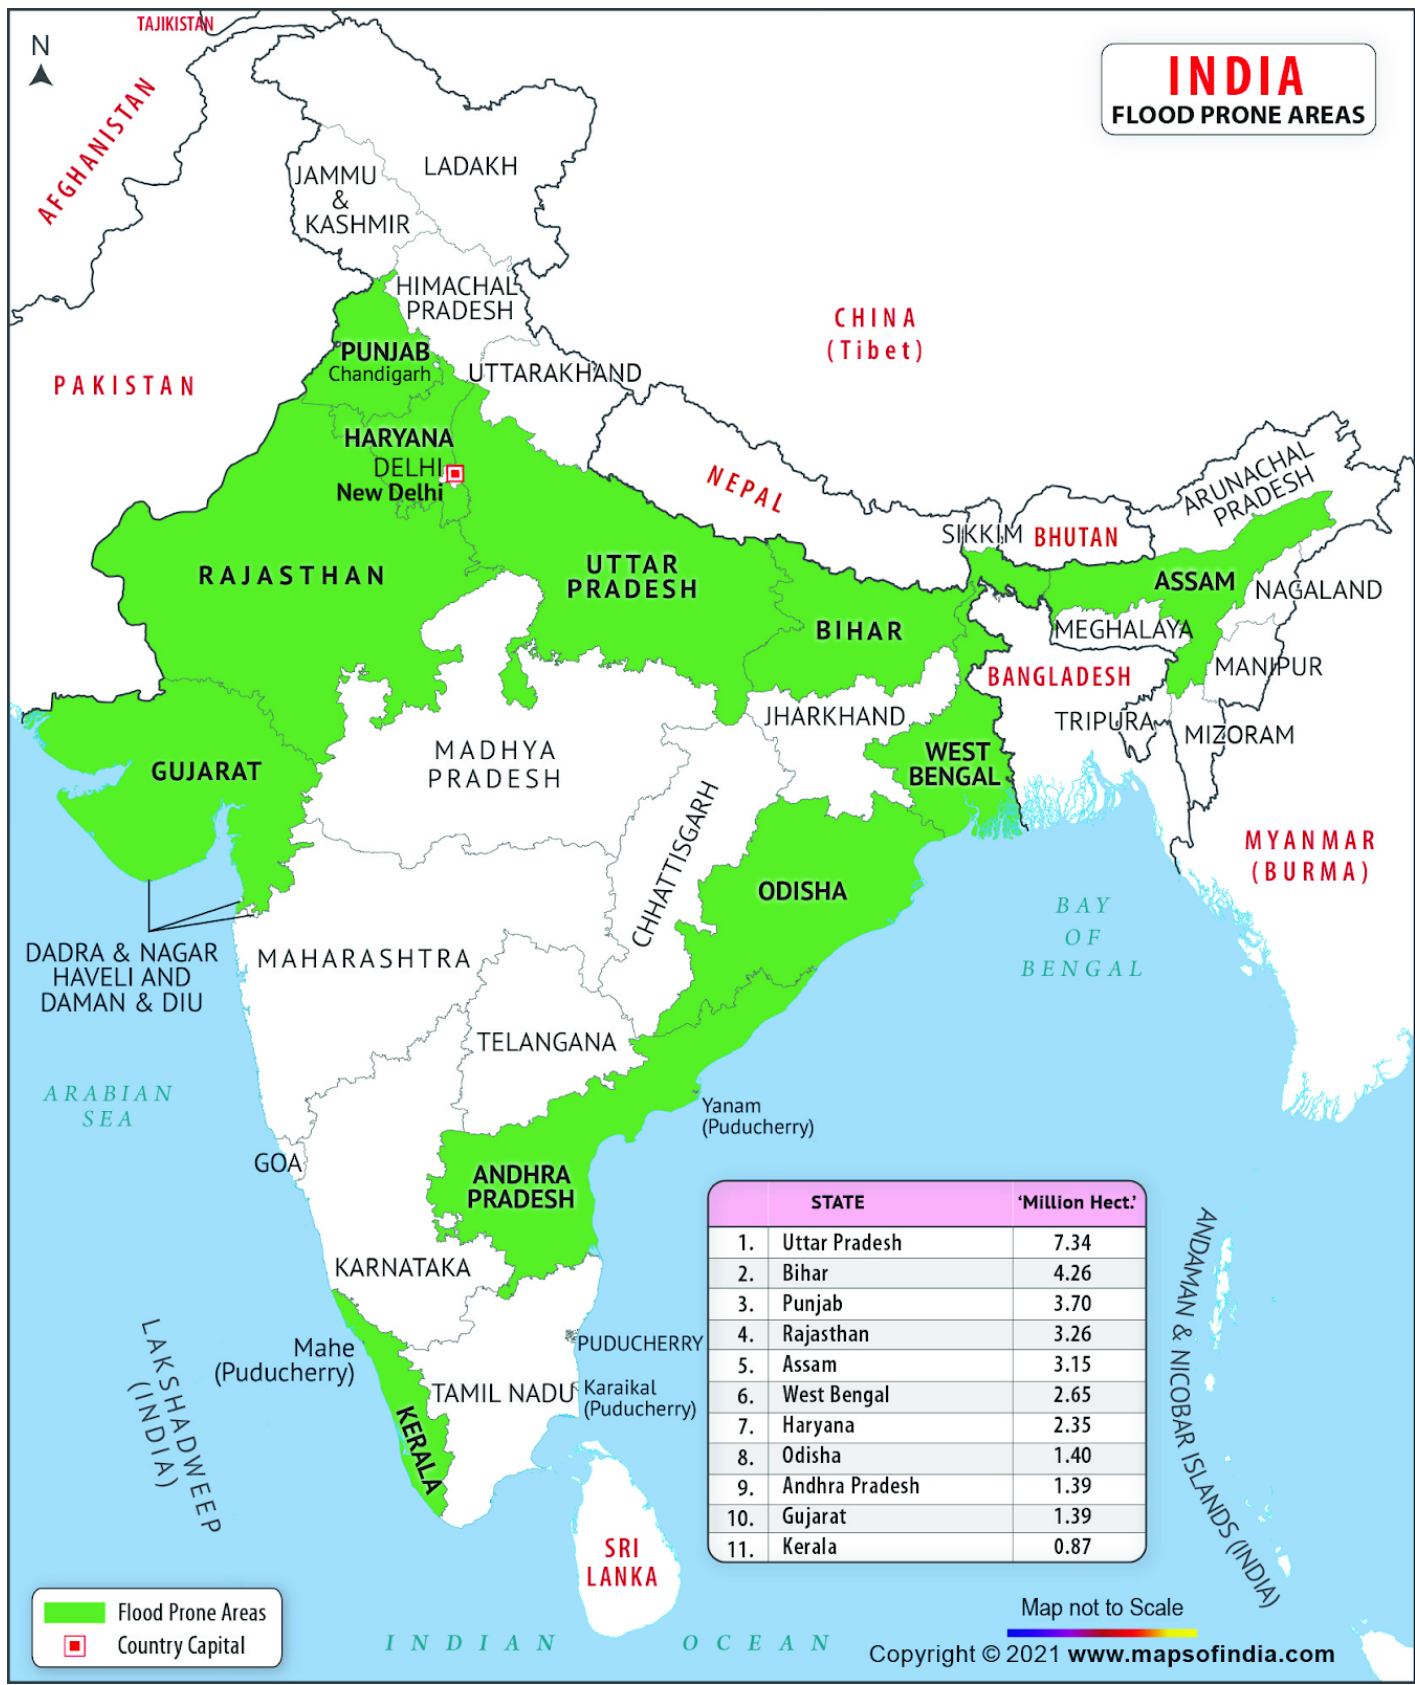 TAJIKISTAN
N
INDIA
FLOOD PRONE AREAS
AFGHANISTAN
LADAKH
JAMMU
&
KASHMIR
HIMACHAL
PRADESH
CHINA
(Tibet)
PUNJAB
Chandigarh
UTTARAKHAND
PAKISTAN
HARYANA
DELHI
New Delhi
NEPAL
ARUNACHAL
PRADESH
SIKKIM
BHUTAN
RAJASTHAN
UTTAR
PRADESH
ASSAM
NAGALAND
BIHAR
MEGHALAYA
MANIPUR
BANGLADESH
JHARKHAND
TRIPURA
MIZORAM
MADHYA
PRADESH
GUJARAT
WEST
BENGAL
CHHATTISGARH
MYANMAR
(BURMA)
ODISHA
BAY
OF
BENGAL
DADRA & NAGAR
HAVELI AND
DAMAN & DIU
MAHARASHTRA
TELANGANA
ARABIAN
SEA
Yanam
(Puducherry)
GOA
ANDHRA
PRADESH
KARNATAKA
STATE 'Million Hect.'
1. Uttar Pradesh 7.34
2. Bihar 4.26
3. Punjab 3.70
4. Rajasthan 3.26
5. Assam 3.15
6. West Bengal 2.65
7. Haryana 2.35
8. Odisha 1.40
9. Andhra Pradesh 1.39
10. Gujarat 1.39
11. Kerala 0.87
ANDAMAN & NICOBAR ISLANDS (INDIA)
LAKSHADWEEP
(INDIA)
Mahe
(Puducherry)
PUDUCHERRY
TAMIL NADU
Karaikal
(Puducherry)
KERALA
SRI
LANKA
Flood Prone Areas
Country Capital
INDIAN OCEAN
Map not to Scale
Copyright © 2021 www.mapsofindia.com